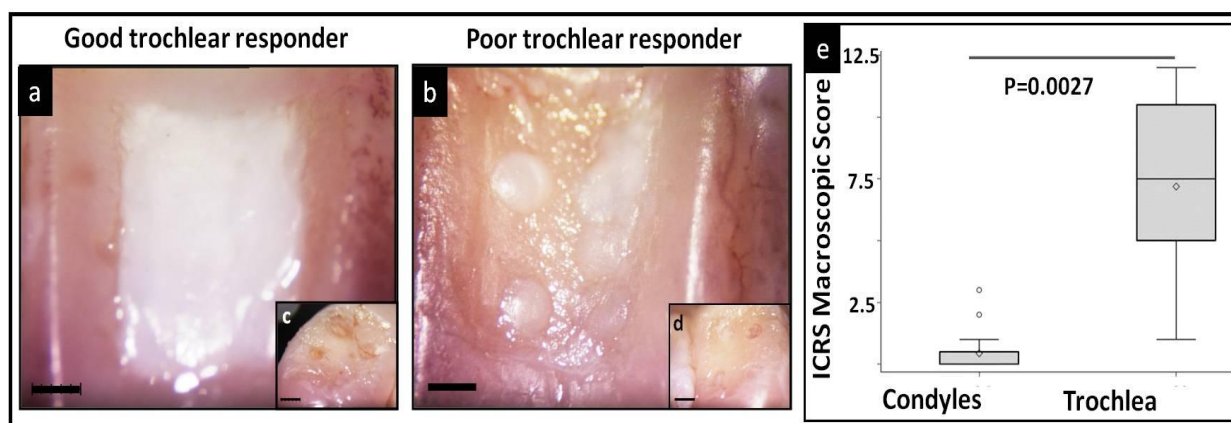 Good trochlear responder
Poor trochlear responder
a
b
c
d
e
ICRS Macroscopic Score
12.5
7.5
2.5
P=0.0027
Condyles
Trochlea